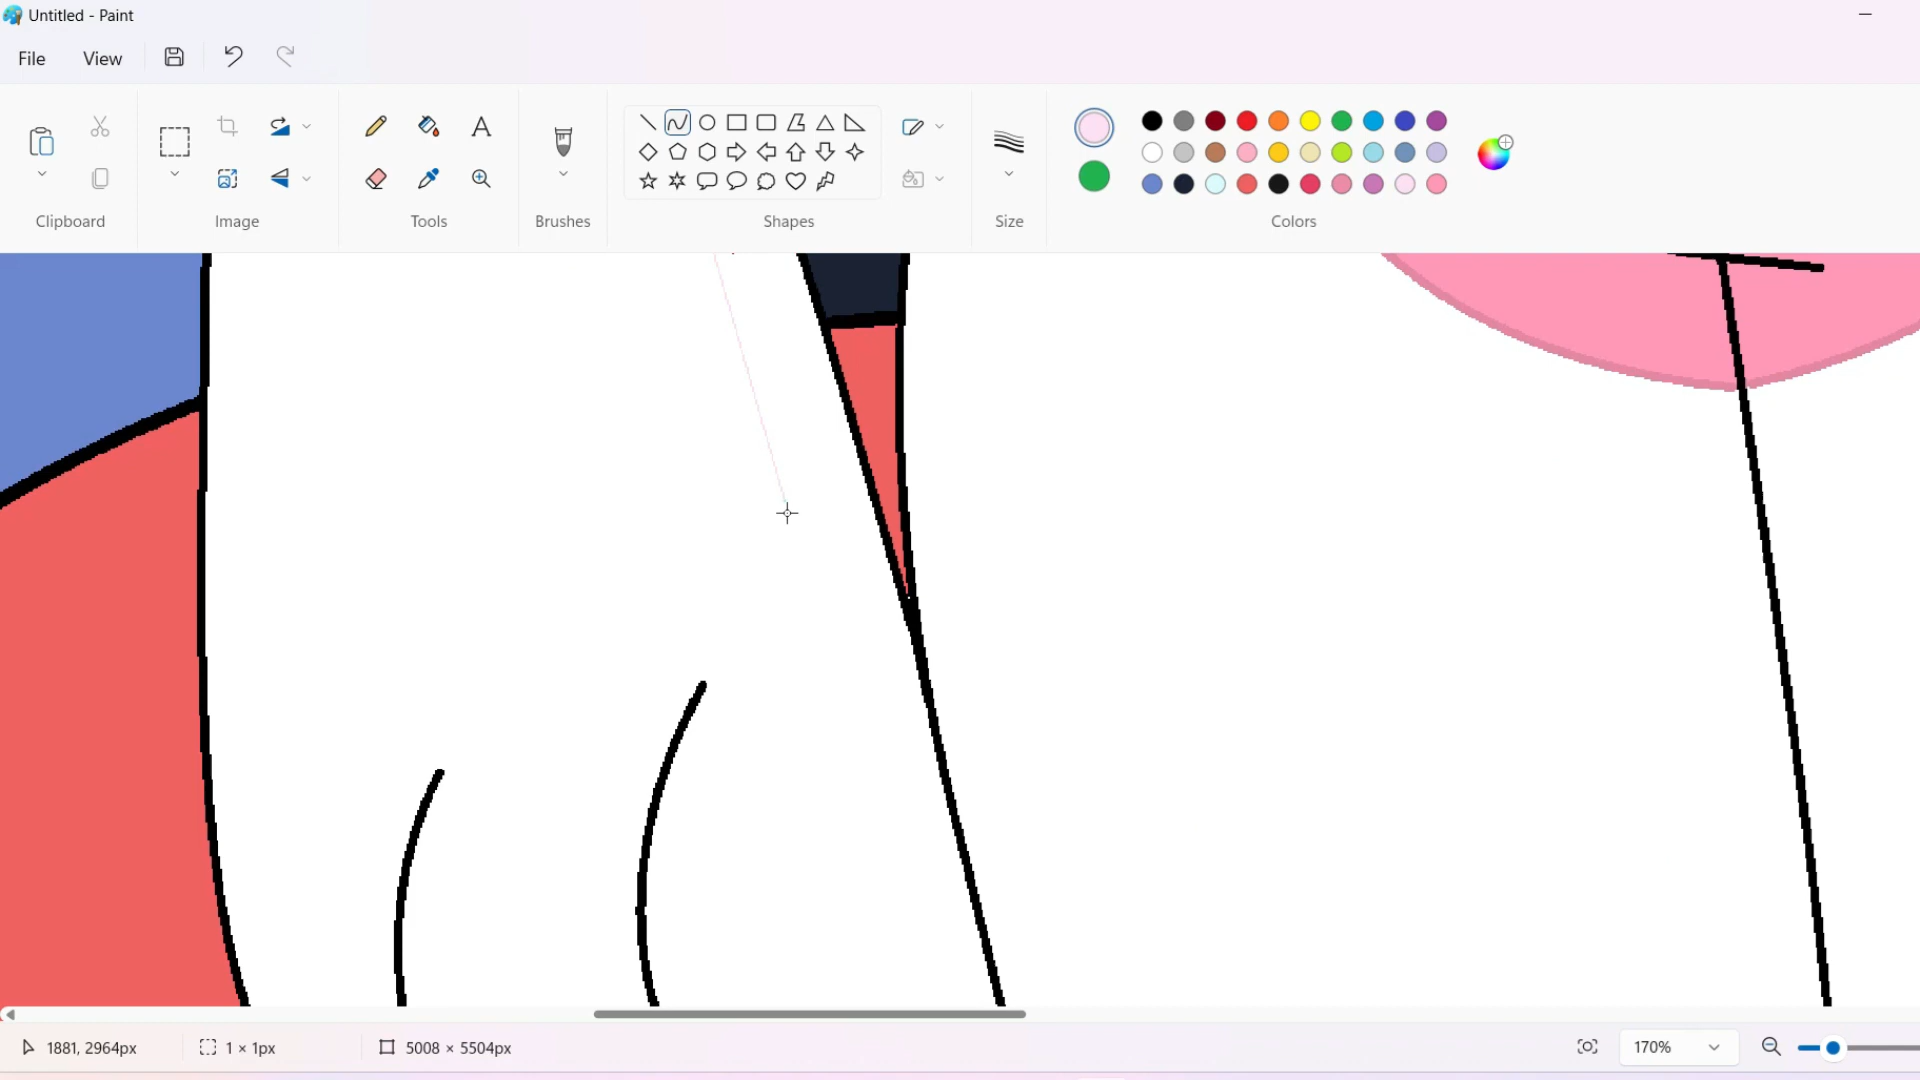 Untitled - Paint
File View
Clipboard Image Tools Brushes Shapes Size Colors
1881, 2964px 1 × 1px 5008 × 5504px 170%